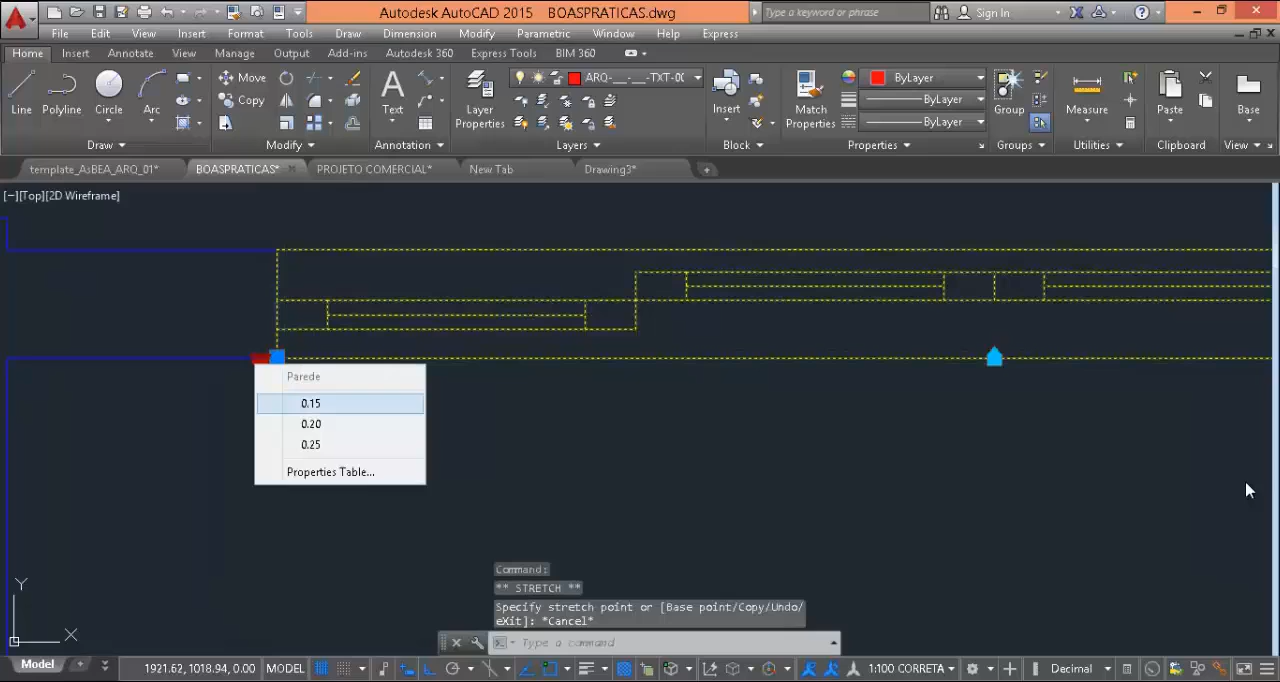 Autodesk AutoCAD 2015 BOASPRATICAS.dwg
Type a keyword or phrase
Sign In
File Edit View Insert Format Tools Draw Dimension Modify Parametric Window Help Express
Home Insert Annotate View Manage Output Add-ins Autodesk 360 Express Tools BIM 360
Line Polyline Circle Arc
Move
Copy
Text
Layer Properties
ARQ-___-__-TXT-0(
Insert
Match Properties
ByLayer
ByLayer
ByLayer
Group
Measure
Paste
Base
Draw Modify Annotation Layers Block Properties Groups Utilities Clipboard View
template_AsBEA_ARQ_01* BOASPRATICAS* PROJETO COMERCIAL* New Tab Drawing3*
[−][Top][2D Wireframe]
Parede
0.15
0.20
0.25
Properties Table...
Command:
** STRETCH **
Specify stretch point or [Base point/Copy/Undo/
eXit]: *Cancel*
Type a command
Y
X
Model
1921.62, 1018.94, 0.00 MODEL 1:100 CORRETA Decimal